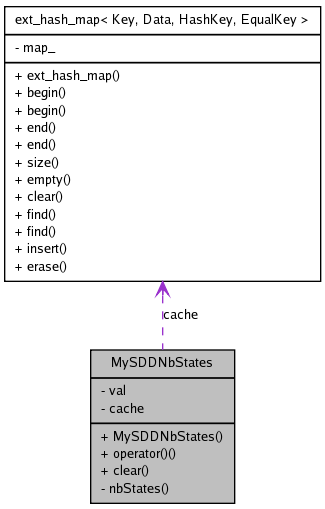 ext_hash_map< Key, Data, HashKey, EqualKey >
- map_
+ ext_hash_map()
+ begin()
+ begin()
+ end()
+ end()
+ size()
+ empty()
+ clear()
+ find()
+ find()
+ insert()
+ erase()
cache
MySDDNbStates
- val
- cache
+ MySDDNbStates()
+ operator()()
+ clear()
- nbStates()